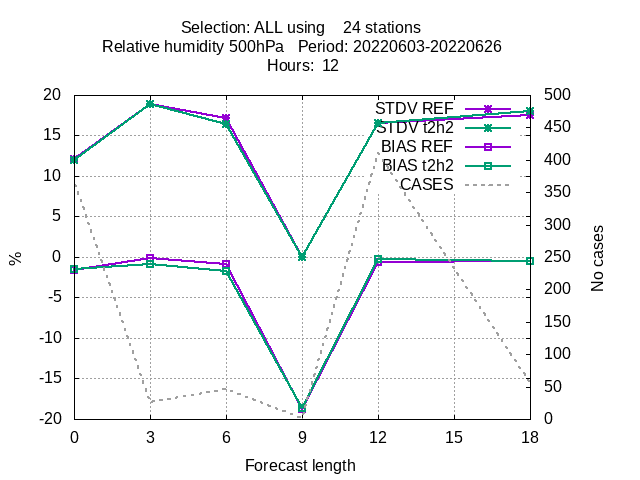 Selection: ALL using    24 stations
Relative humidity 500hPa   Period: 20220603-20220626
Hours: 12
STDV REF
STDV t2h2
BIAS REF
BIAS t2h2
CASES
20
15
10
5
0
-5
-10
-15
-20
%
500
450
400
350
300
250
200
150
100
50
0
No cases
0 3 6 9 12 15 18
Forecast length